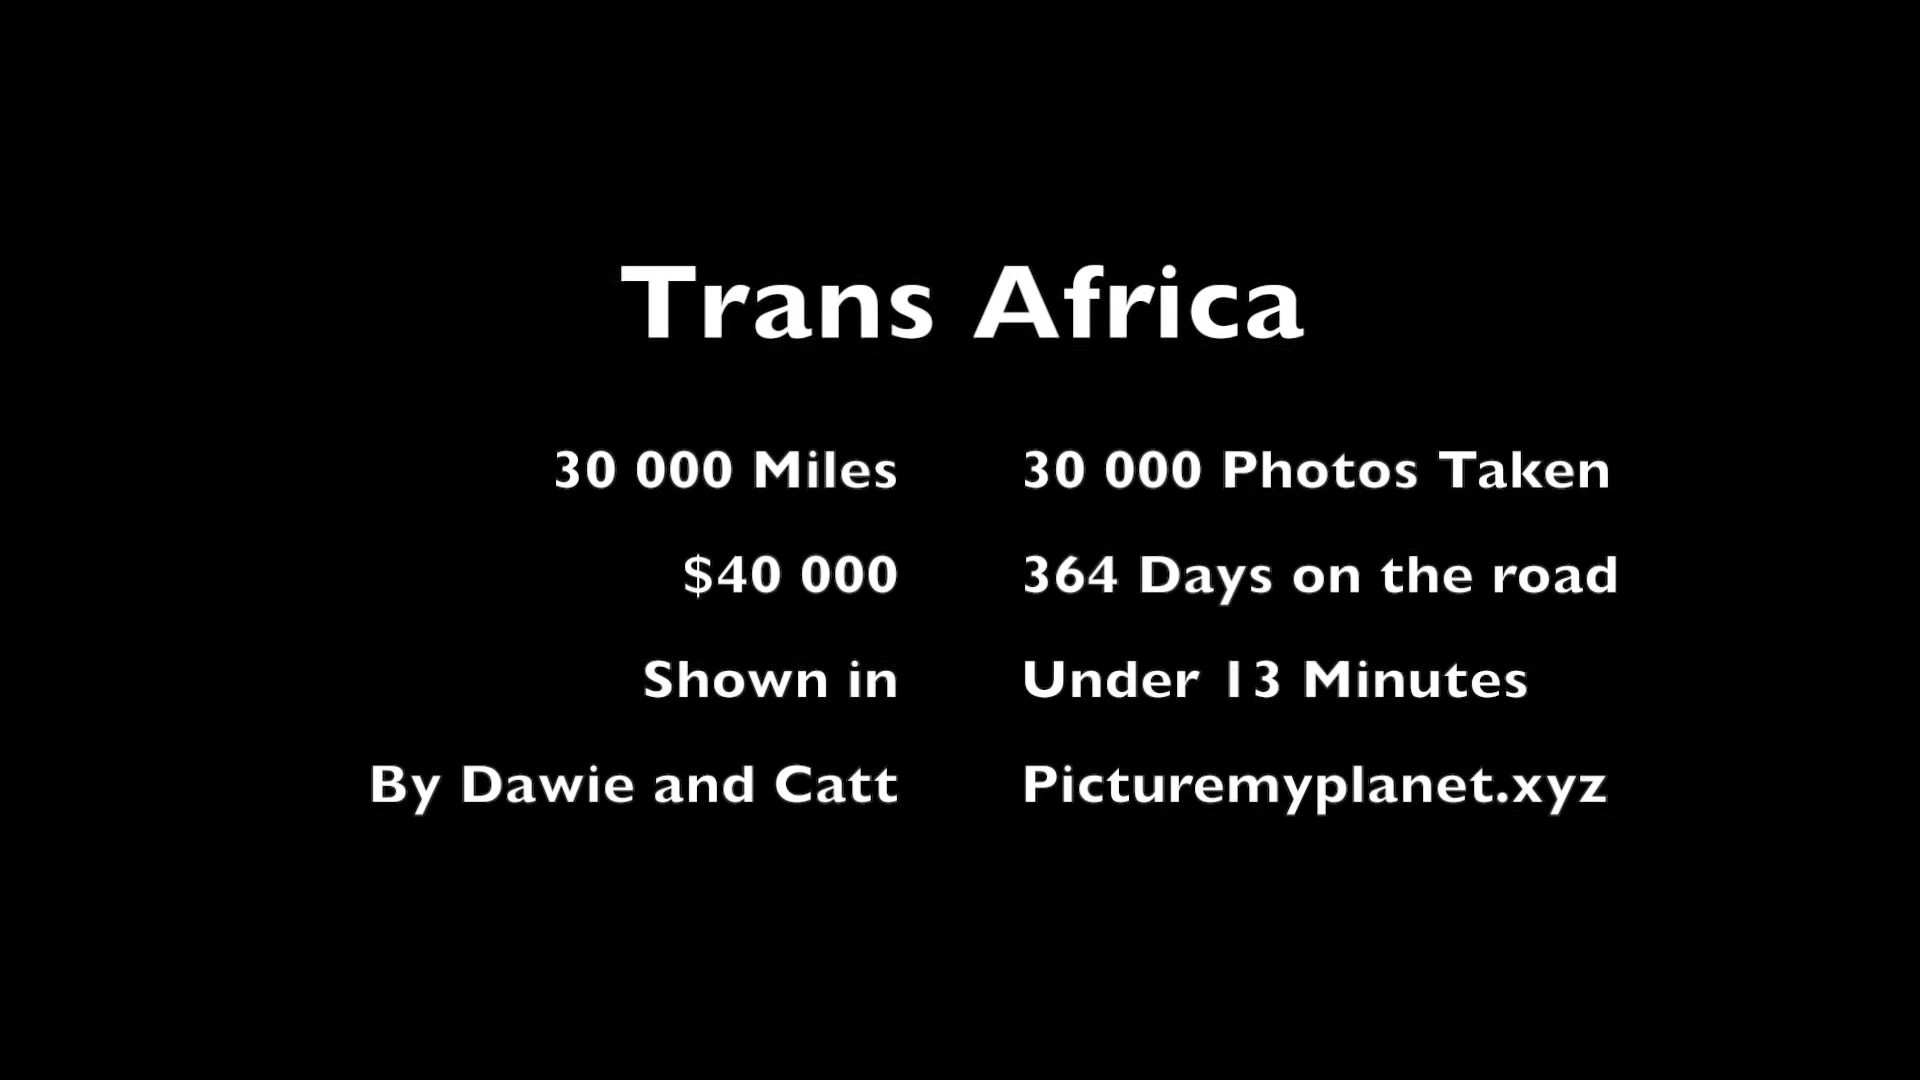 Trans Africa
30 000 Miles 30 000 Photos Taken
$40 000 364 Days on the road
Shown in Under 13 Minutes
By Dawie and Catt Picturemyplanet.xyz